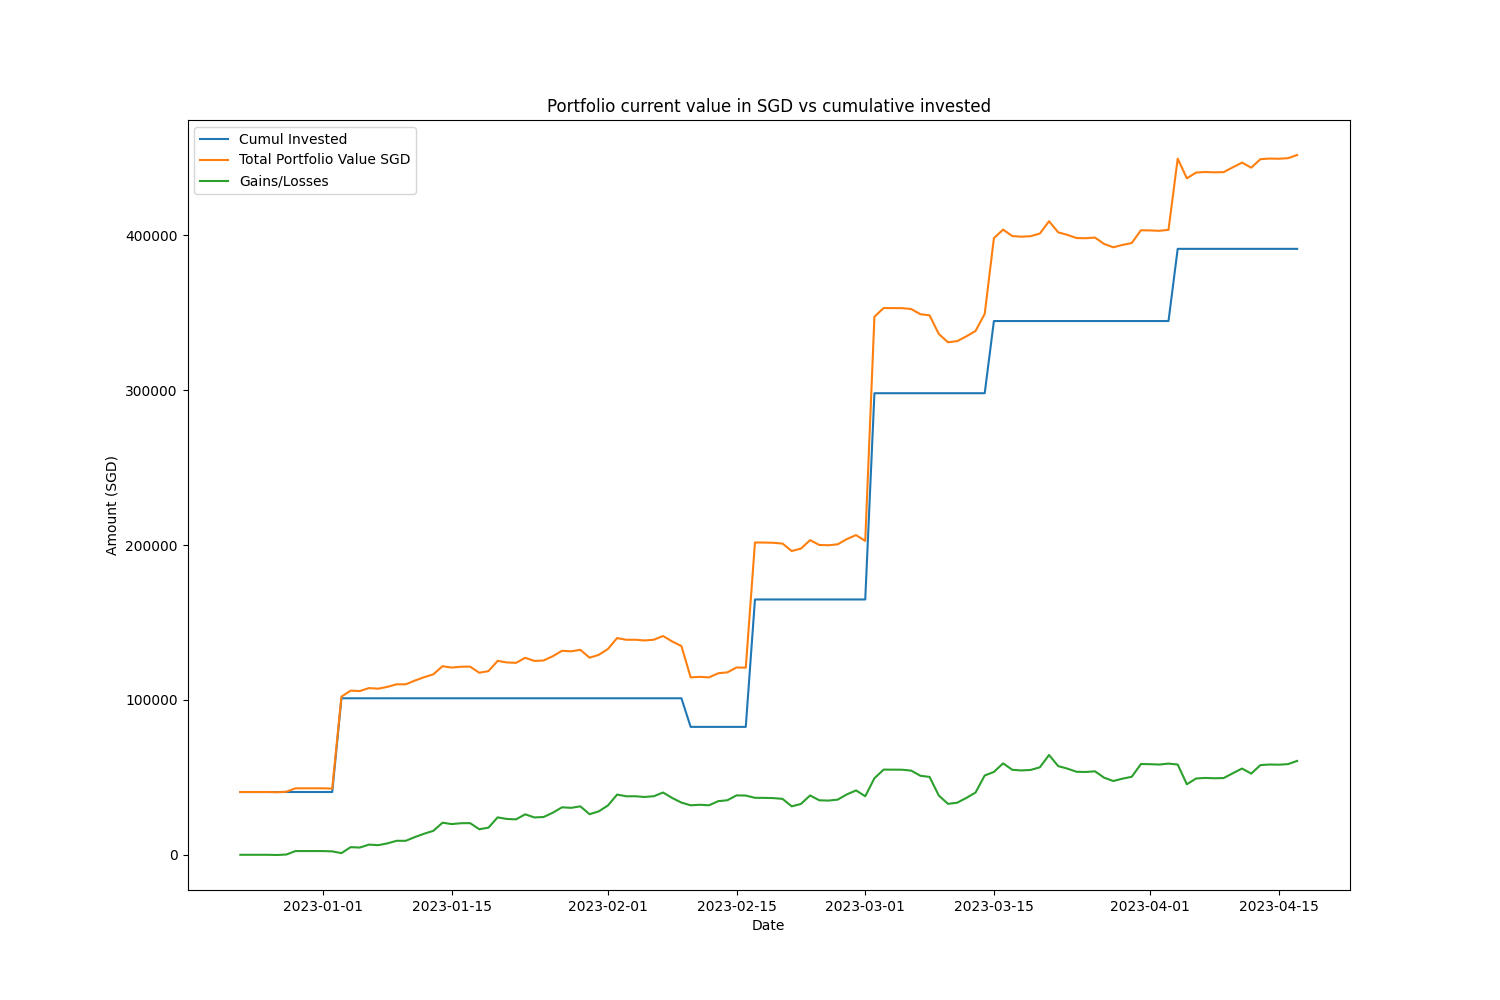 Portfolio current value in SGD vs cumulative invested
Cumul Invested
Total Portfolio Value SGD
Gains/Losses
400000
300000
200000
100000
0
Amount (SGD)
2023-01-01 2023-01-15 2023-02-01 2023-02-15 2023-03-01 2023-03-15 2023-04-01 2023-04-15
Date